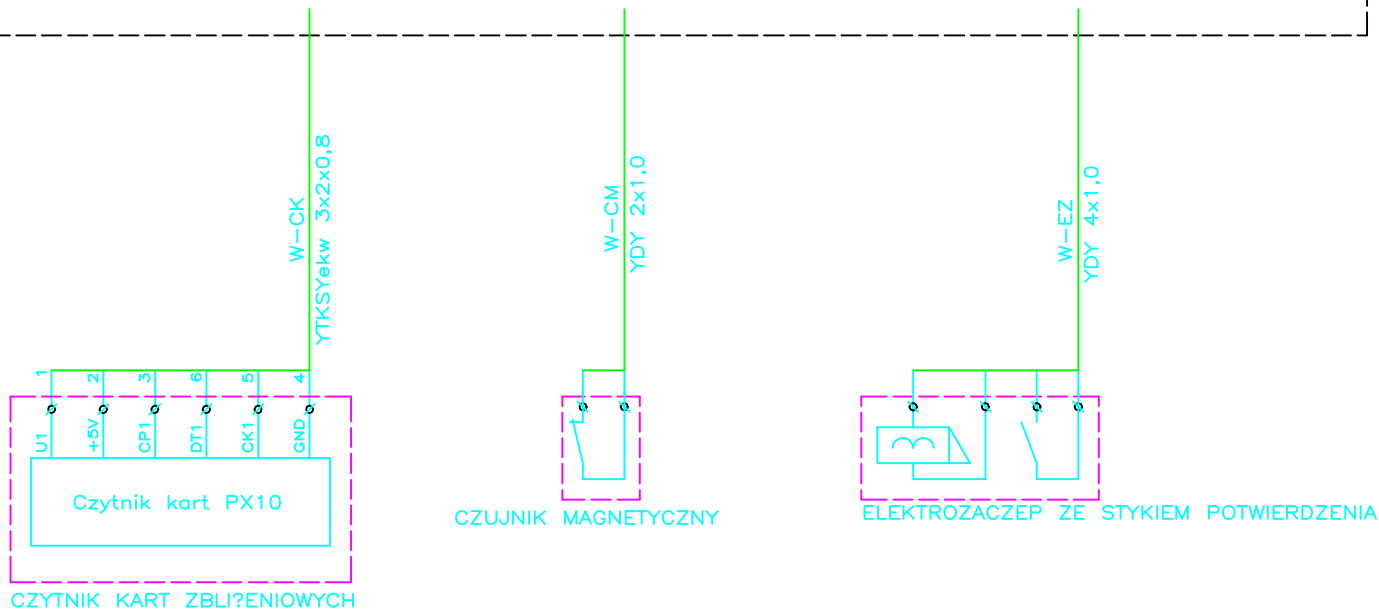 W-CK
YTKSYekw 3x2x0,8
W-CM
YDY 2x1,0
W-EZ
YDY 4x1,0
1 2 3 6 5 4
U1 +5V CP1 DT1 CK1 GND
Czytnik kart PX10
CZYTNIK KART ZBLI?ENIOWYCH
CZUJNIK MAGNETYCZNY
ELEKTROZACZEP ZE STYKIEM POTWIERDZENIA